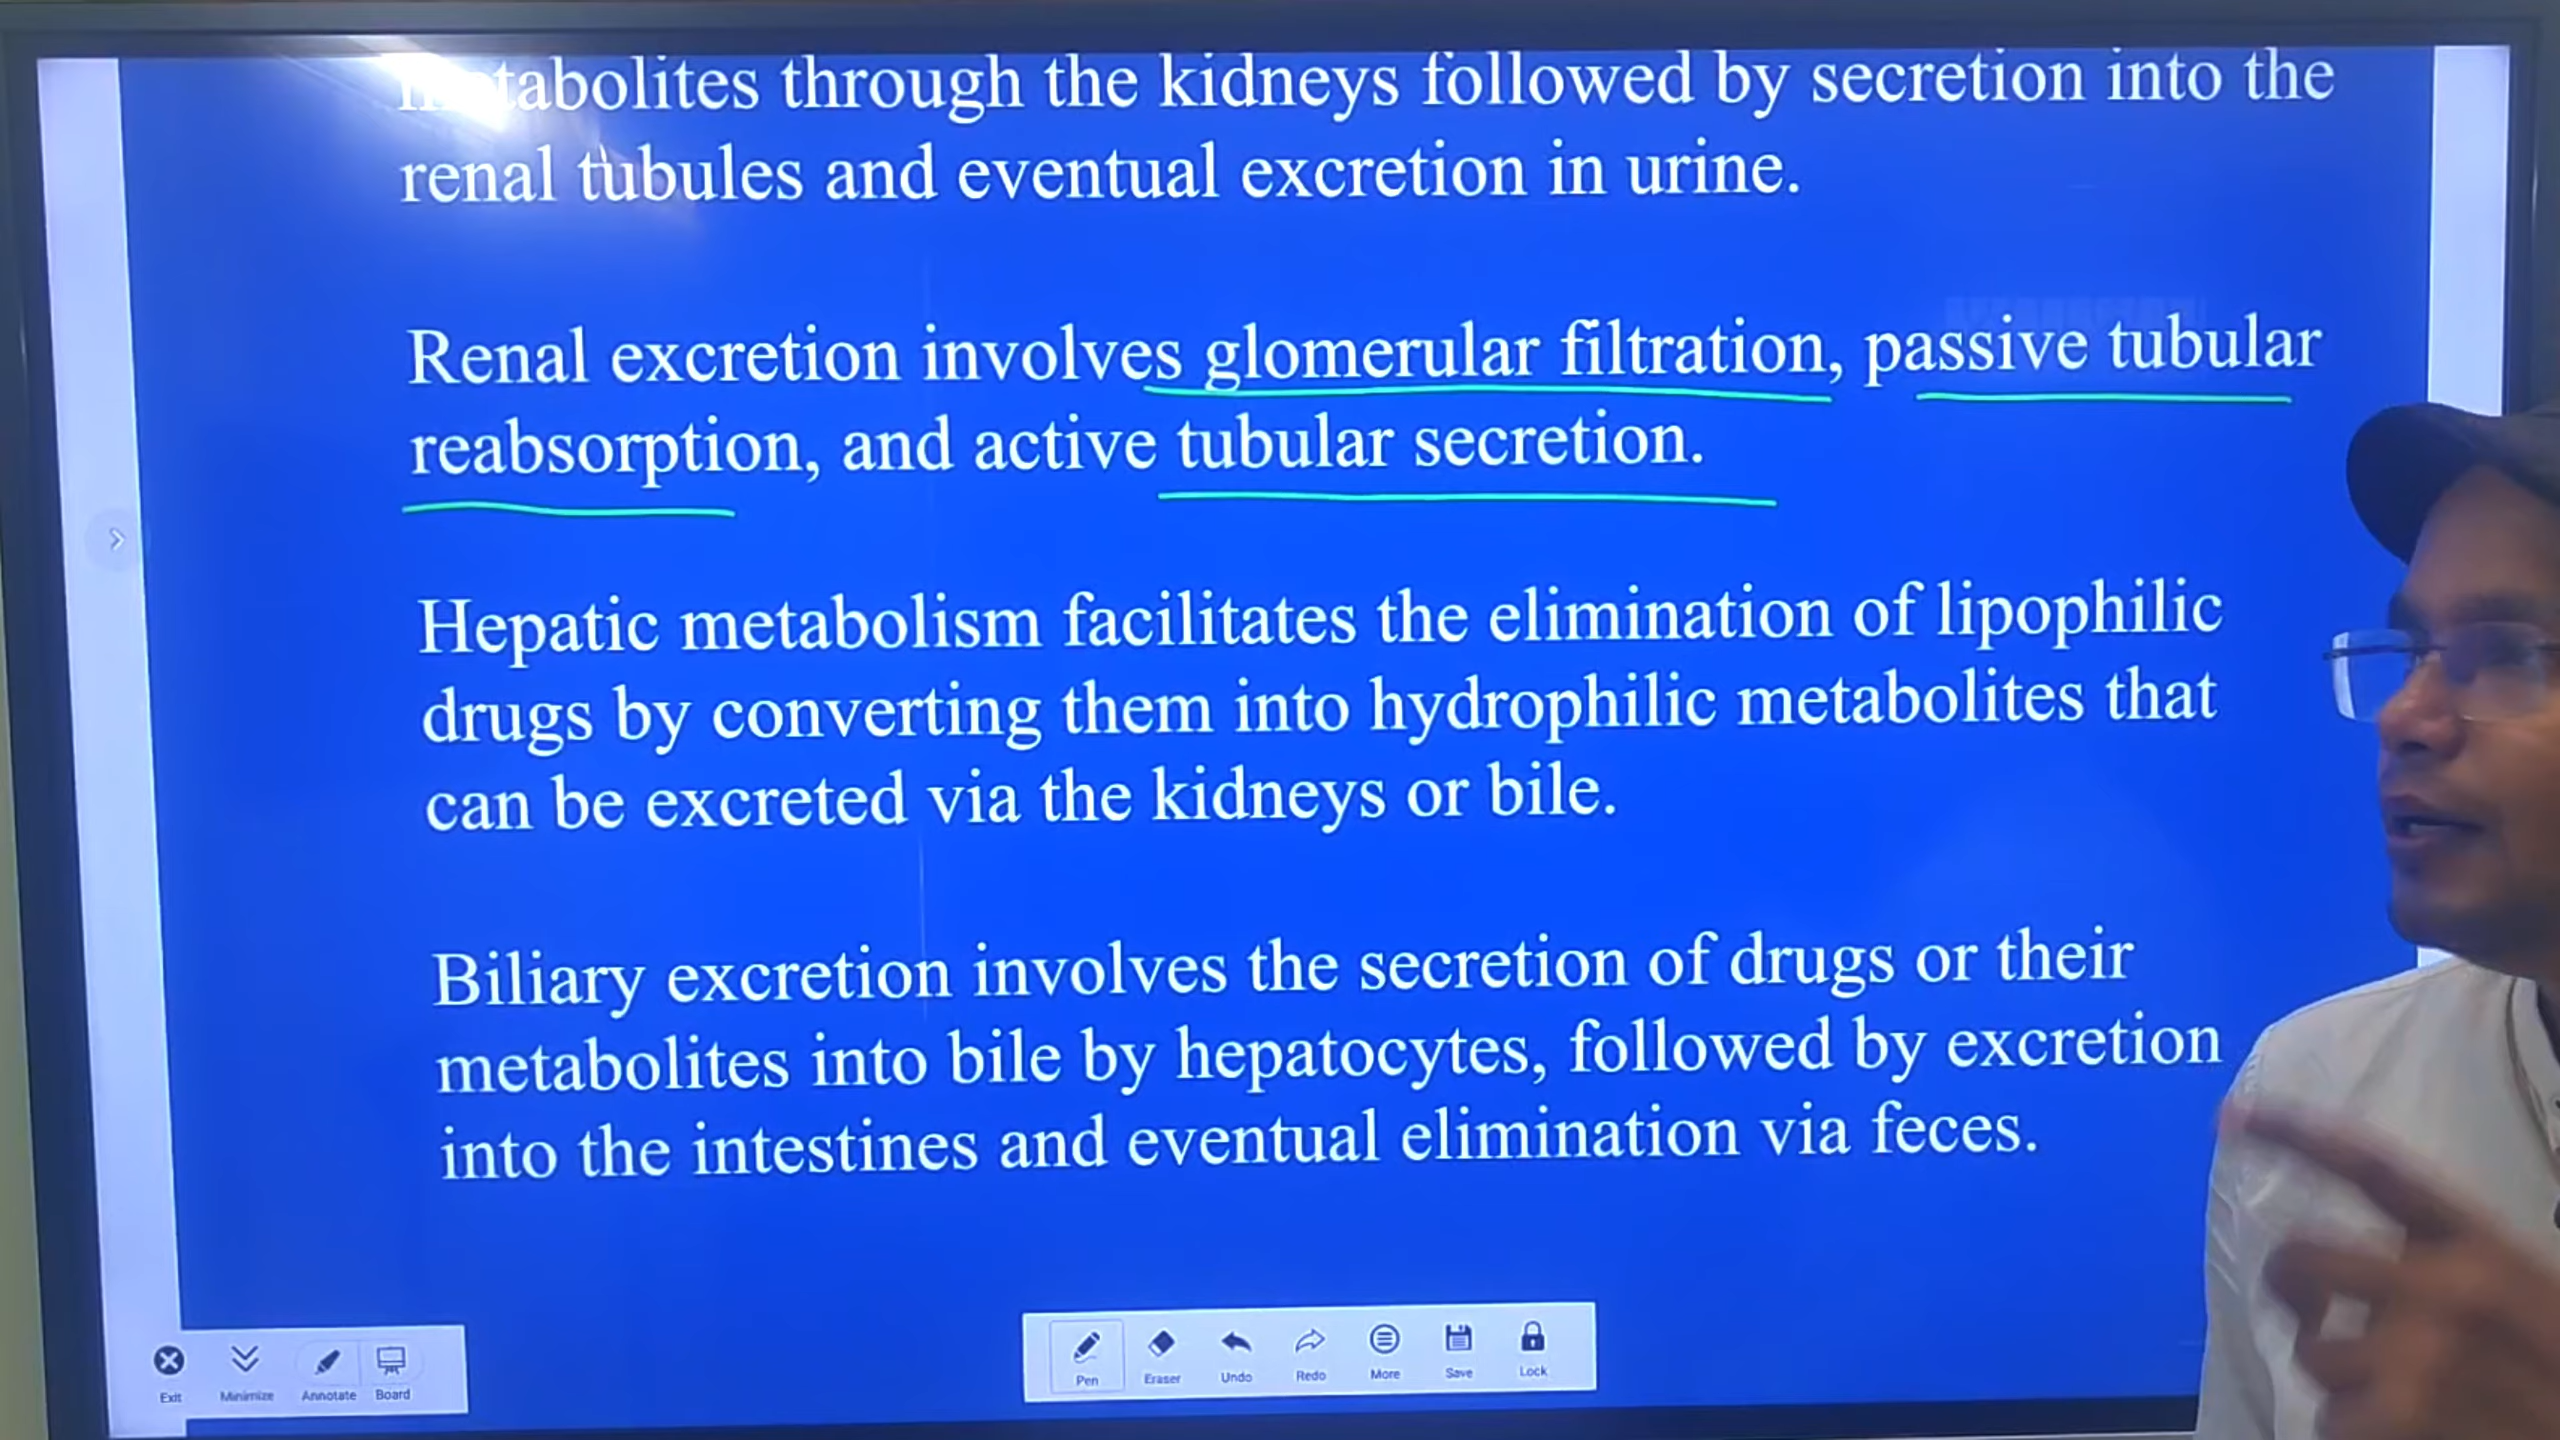 metabolites through the kidneys followed by secretion into the
renal tubules and eventual excretion in urine.
Renal excretion involves glomerular filtration, passive tubular
reabsorption, and active tubular secretion.
Hepatic metabolism facilitates the elimination of lipophilic
drugs by converting them into hydrophilic metabolites that
can be excreted via the kidneys or bile.
Biliary excretion involves the secretion of drugs or their
metabolites into bile by hepatocytes, followed by excretion
into the intestines and eventual elimination via feces.
Exit Minimize Annotate Board
Pen Eraser Undo Redo More Save Lock